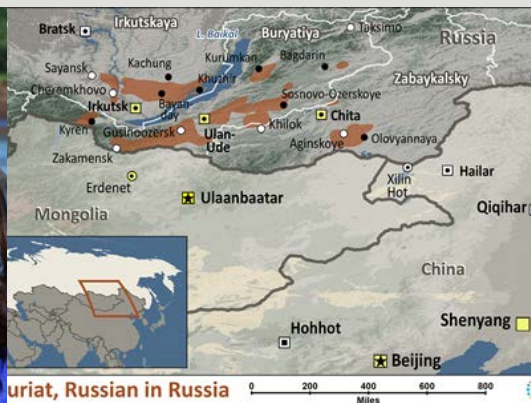 Bratsk
Irkutskaya
L. Baikal
Buryatiya
Taksimo
Russia
Sayansk
Kachung
Kurumkan
Bagdarin
Cheremkhovo
Khuzhir
Zabaykalsky
Irkutsk
Bayan
day
Sosnovo-Ozerskoye
Chita
Kyren
Gusinoozersk
Ulan-
Ude
Khilok
Aginskoye
Olovyannaya
Zakamensk
Erdenet
Xilin
Hot
Hailar
Ulaanbaatar
Mongolia
Qiqihar
China
Hohhot
Shenyang
Beijing
uriat, Russian in Russia
0 200 400 600 800
Miles